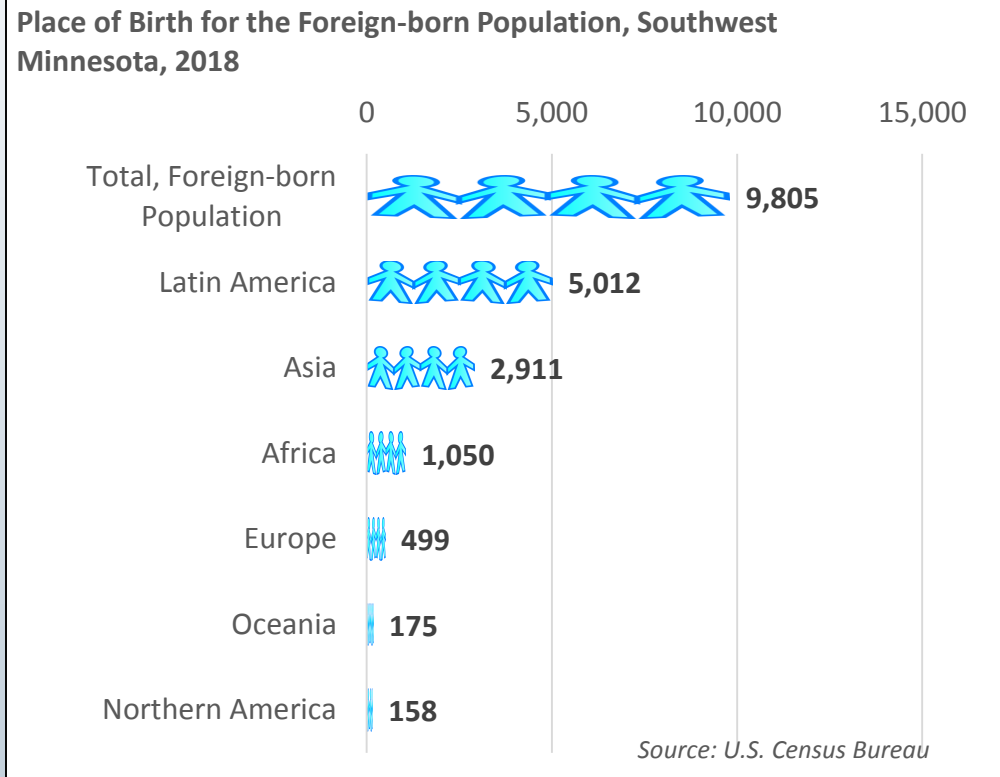 Place of Birth for the Foreign-born Population, Southwest
Minnesota, 2018
0 5,000 10,000 15,000
Total, Foreign-born
Population
9,805
Latin America 5,012
Asia 2,911
Africa 1,050
Europe 499
Oceania 175
Northern America 158
Source: U.S. Census Bureau